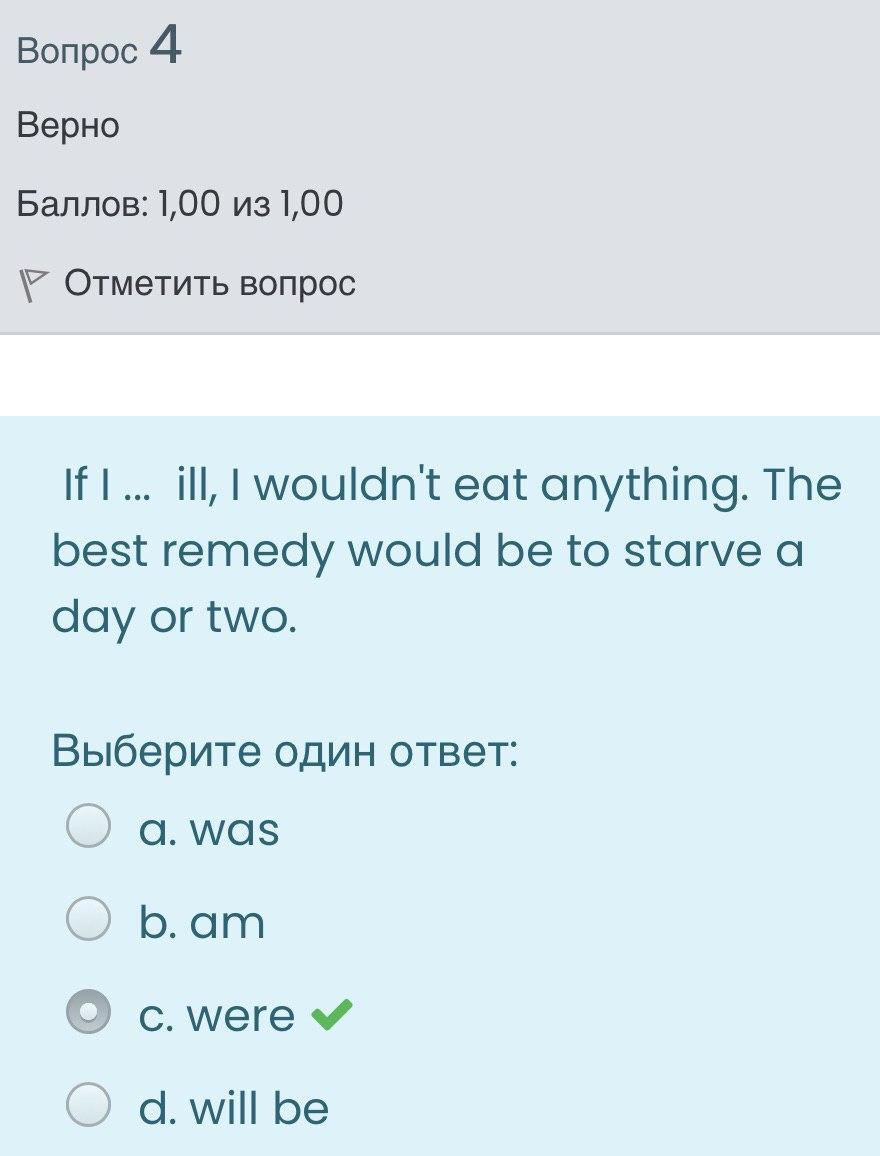 Вопрос 4
Верно
Баллов: 1,00 из 1,00
Отметить вопрос
If I ... ill, I wouldn't eat anything. The
best remedy would be to starve a
day or two.
Выберите один ответ:
a. was
b. am
c. were
d. will be